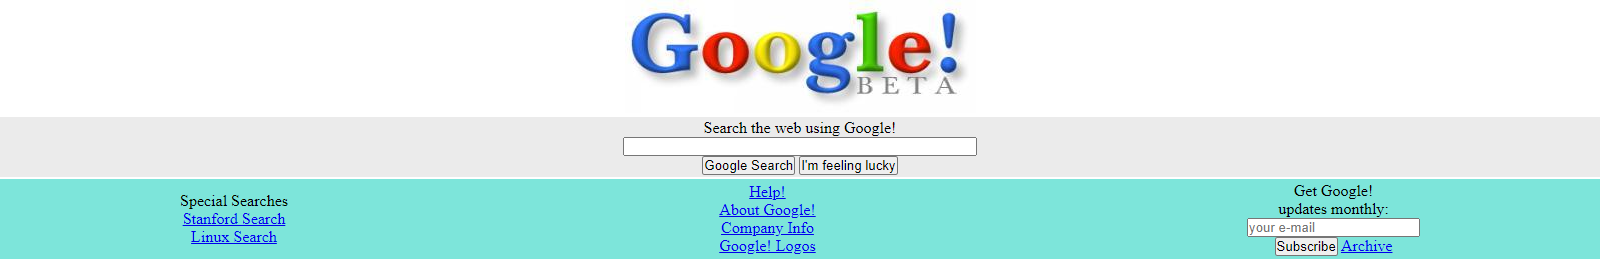 Google!
BETA
Search the web using Google!
Google Search I'm feeling lucky
Special Searches
Stanford Search
Linux Search
Help!
About Google!
Company Info
Google! Logos
Get Google!
updates monthly:
your e-mail
Subscribe Archive